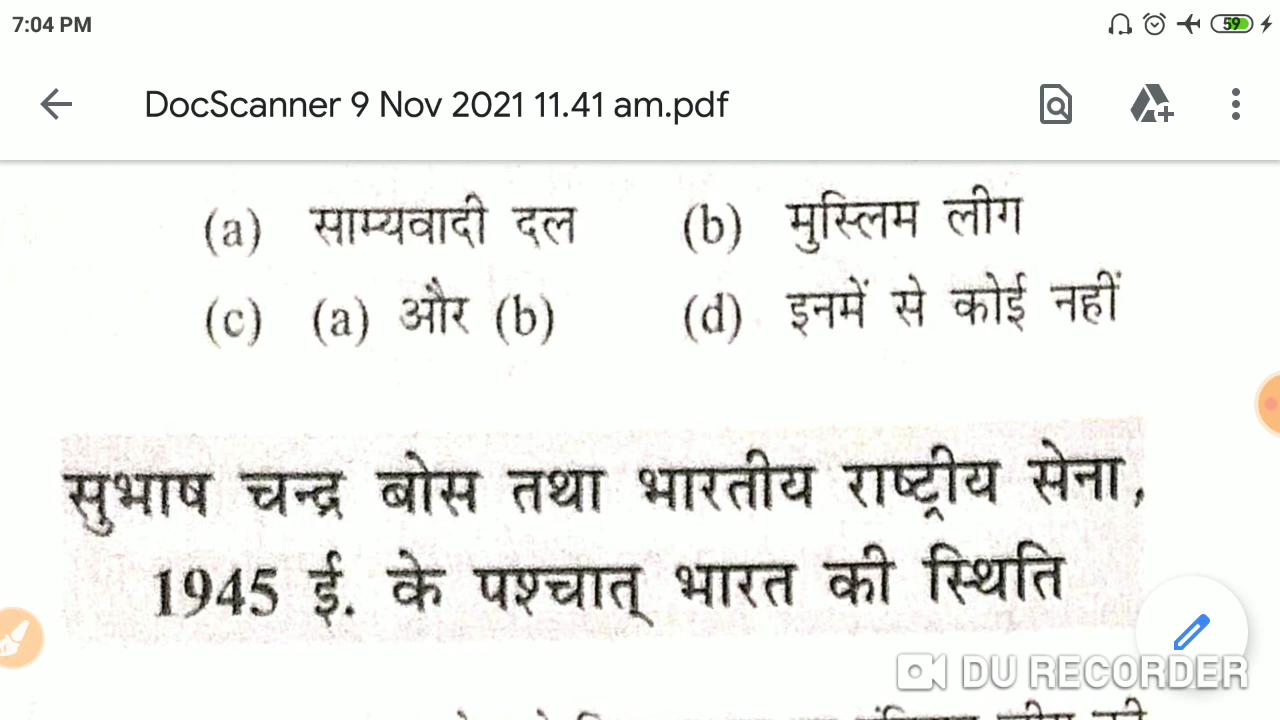 7:04 PM
59
DocScanner 9 Nov 2021 11.41 am.pdf
(a) साम्यवादी दल (b) मुस्लिम लीग
(c) (a) और (b) (d) इनमें से कोई नहीं
सुभाष चन्द्र बोस तथा भारतीय राष्ट्रीय सेना,
1945 ई. के पश्चात् भारत की स्थिति
DU RECORDER